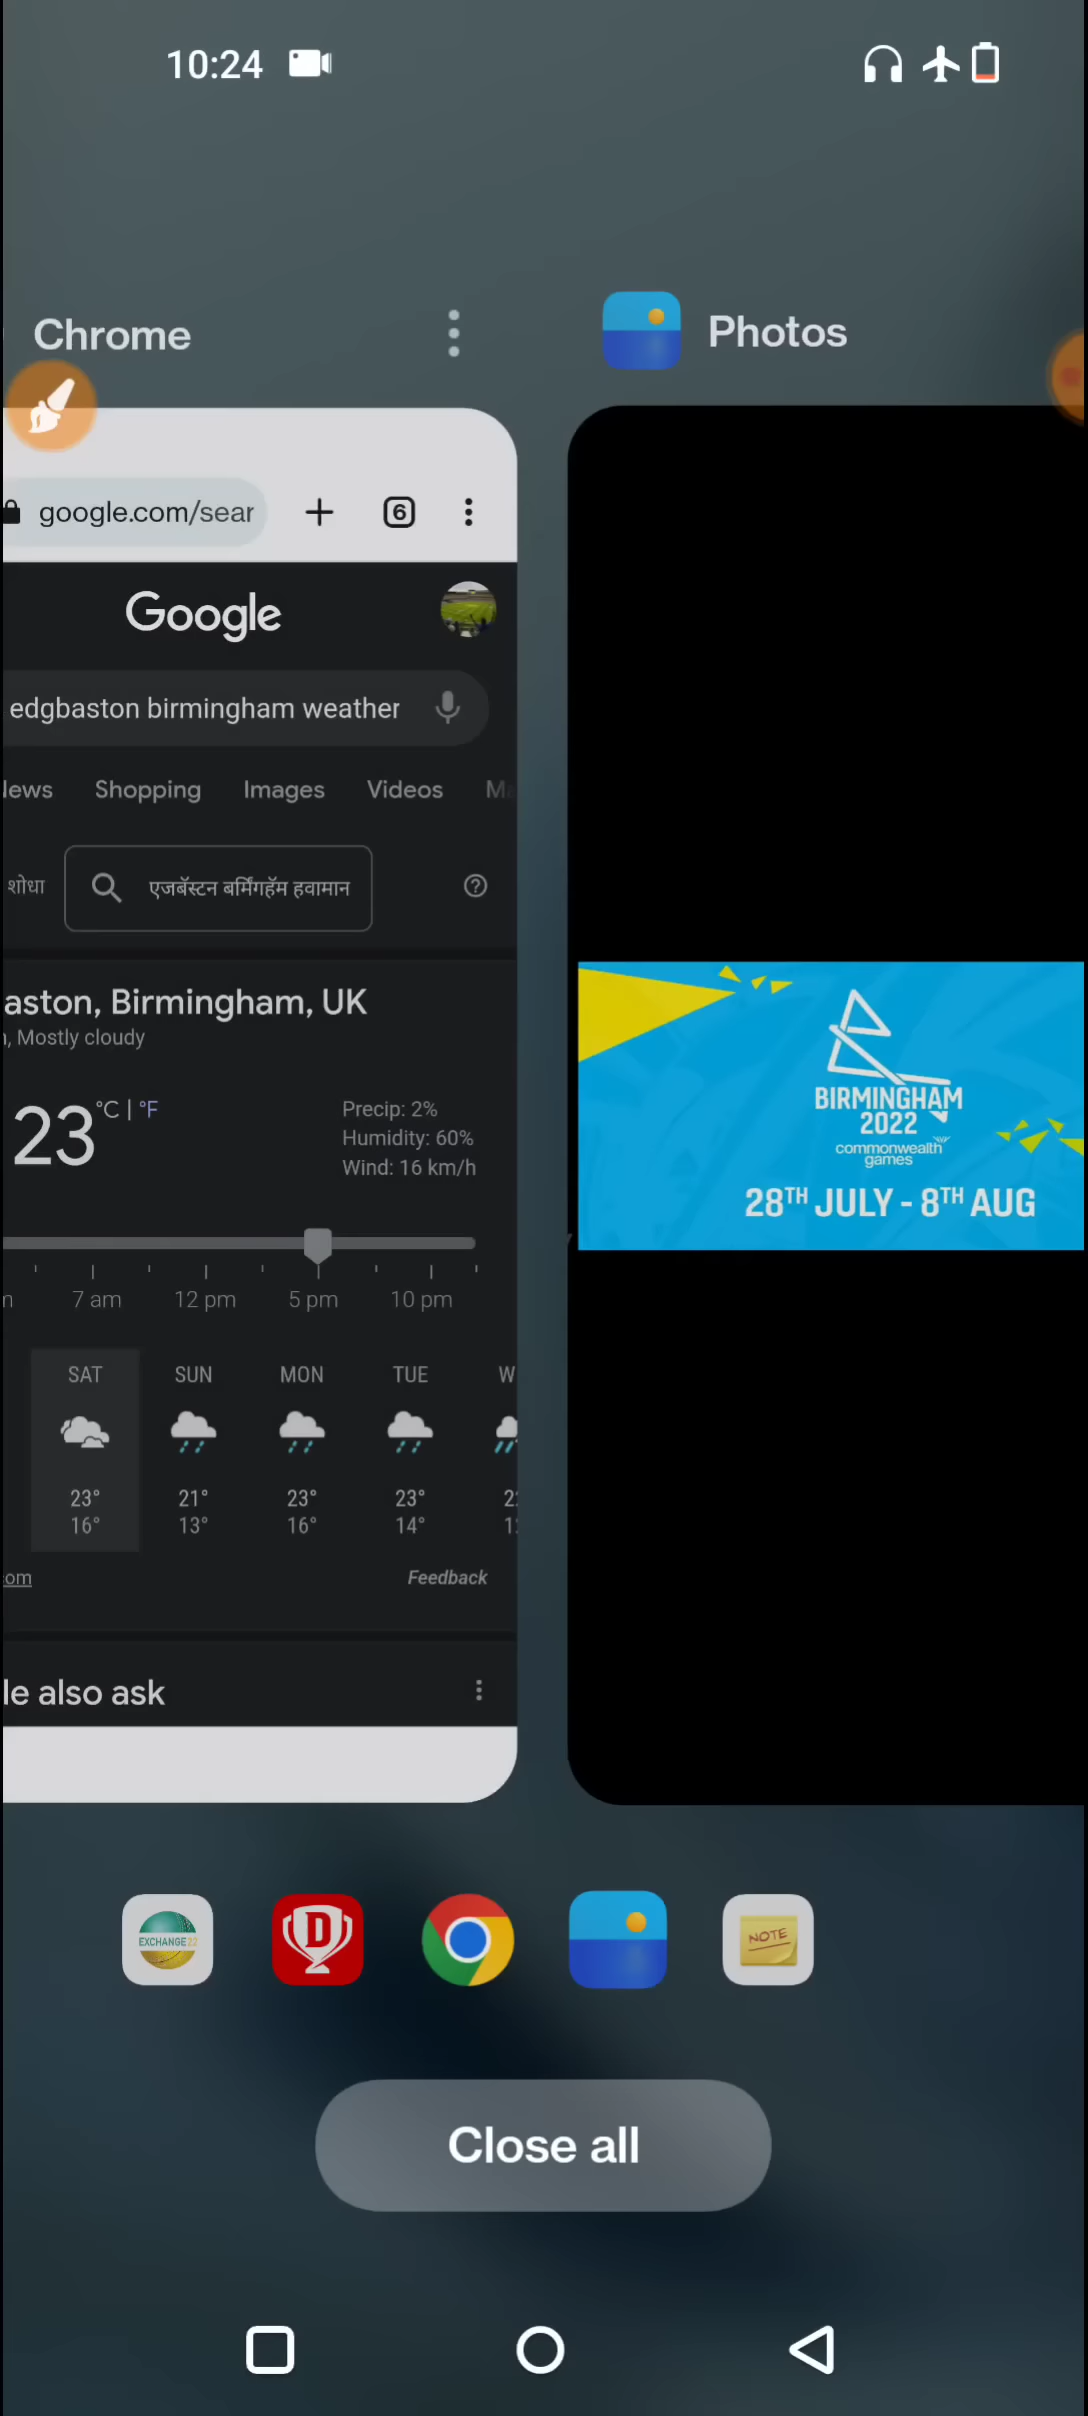 10:24
Chrome
Photos
google.com/sear
6
Google
edgbaston birmingham weather
Shopping Images Videos
शोधा
एजबॅस्टन बर्मिंगहॅम हवामान
aston, Birmingham, UK
, Mostly cloudy
23 °C | °F
Precip: 2%
Humidity: 60%
Wind: 16 km/h
7 am 12 pm 5 pm 10 pm
SAT SUN MON TUE W
23° 21° 23° 23°
16° 13° 16° 14°
om Feedback
le also ask
BIRMINGHAM
2022
commonwealth
games
28TH JULY - 8TH AUG
EXCHANGE22
D
NOTE
Close all